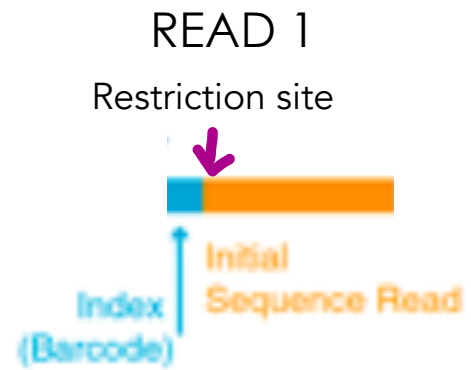 READ 1
Restriction site
Initial
Sequence Read
Index
(Barcode)